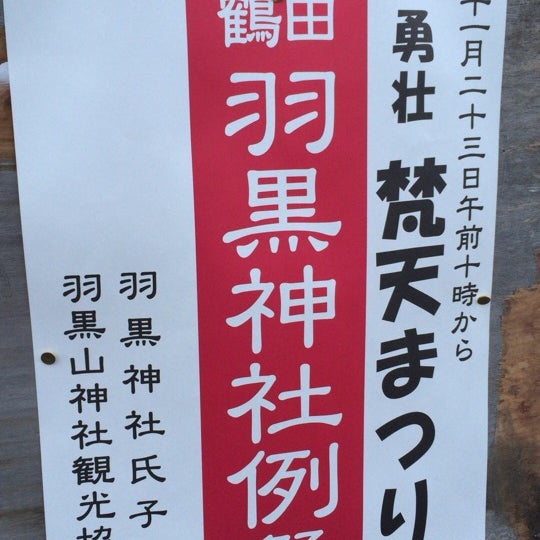 十一月二十三日午前十時から
勇壮 梵天まつり
鶴田
羽黒神社例
羽黒神社氏子
羽黒山神社観光協